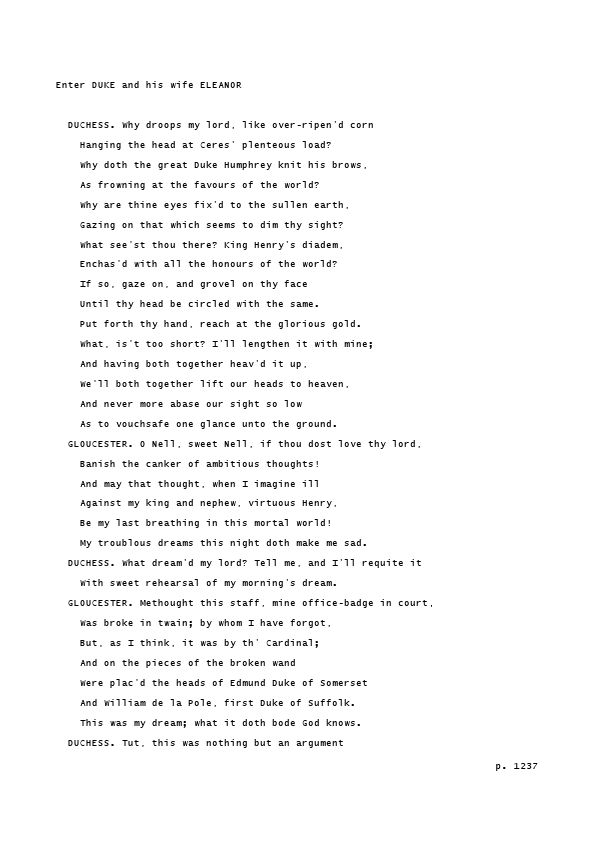 Enter DUKE and his wife ELEANOR
DUCHESS. Why droops my lord, like over-ripen'd corn
Hanging the head at Ceres' plenteous load?
Why doth the great Duke Humphrey knit his brows,
As frowning at the favours of the world?
Why are thine eyes fix'd to the sullen earth,
Gazing on that which seems to dim thy sight?
What see'st thou there? King Henry's diadem,
Enchas'd with all the honours of the world?
If so, gaze on, and grovel on thy face
Until thy head be circled with the same.
Put forth thy hand, reach at the glorious gold.
What, is't too short? I'll lengthen it with mine;
And having both together heav'd it up,
We'll both together lift our heads to heaven,
And never more abase our sight so low
As to vouchsafe one glance unto the ground.
GLOUCESTER. O Nell, sweet Nell, if thou dost love thy lord,
Banish the canker of ambitious thoughts!
And may that thought, when I imagine ill
Against my king and nephew, virtuous Henry,
Be my last breathing in this mortal world!
My troublous dreams this night doth make me sad.
DUCHESS. What dream'd my lord? Tell me, and I'll requite it
With sweet rehearsal of my morning's dream.
GLOUCESTER. Methought this staff, mine office-badge in court,
Was broke in twain; by whom I have forgot,
But, as I think, it was by th' Cardinal;
And on the pieces of the broken wand
Were plac'd the heads of Edmund Duke of Somerset
And William de la Pole, first Duke of Suffolk.
This was my dream; what it doth bode God knows.
DUCHESS. Tut, this was nothing but an argument
p. 1237